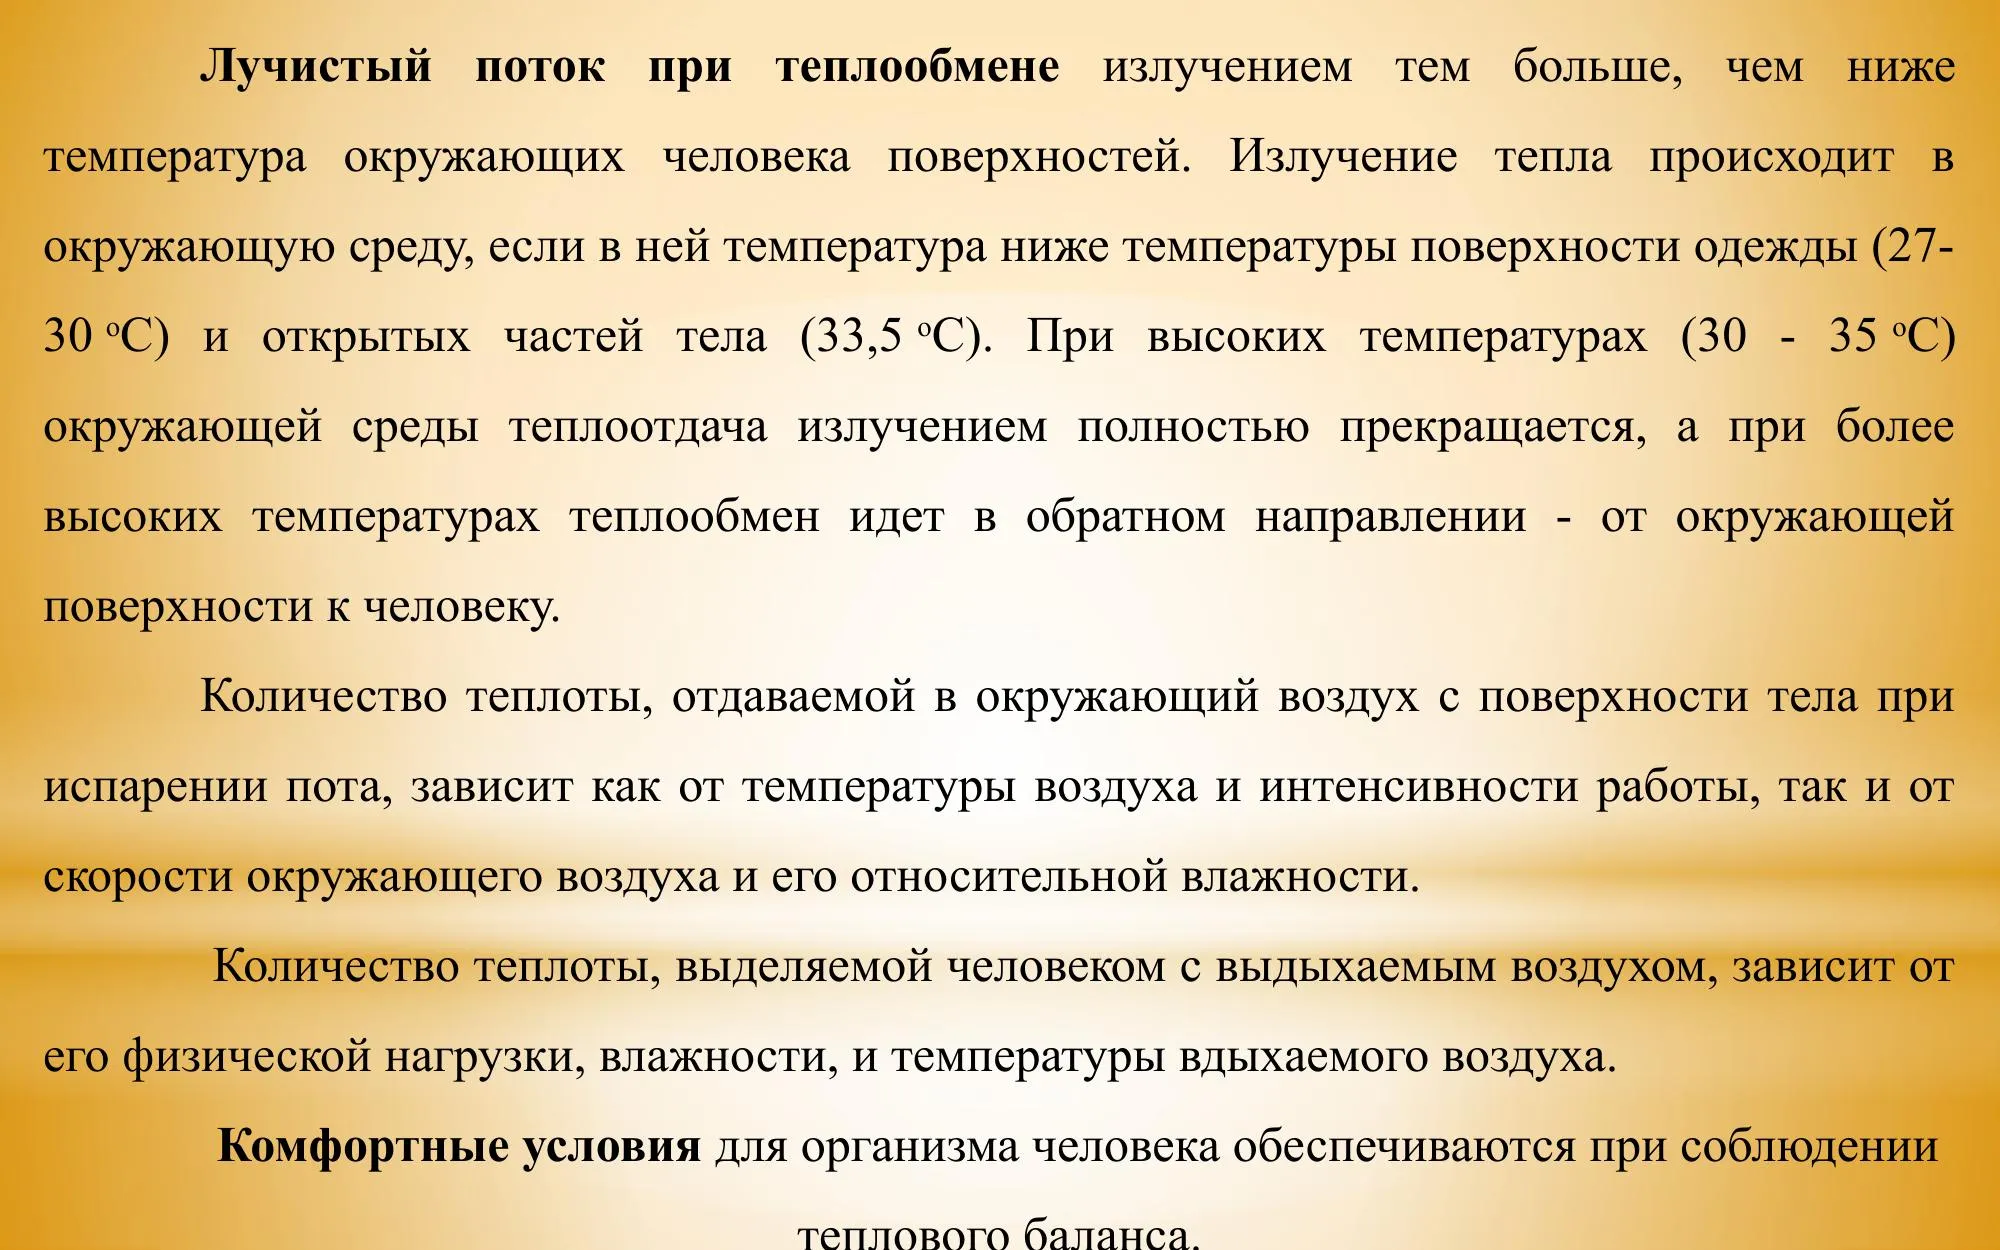 Лучистый поток при теплообмене излучением тем больше, чем ниже
температура окружающих человека поверхностей. Излучение тепла происходит в
окружающую среду, если в ней температура ниже температуры поверхности одежды (27-
30 ºС) и открытых частей тела (33,5 ºС). При высоких температурах (30 - 35 ºС)
окружающей среды теплоотдача излучением полностью прекращается, а при более
высоких температурах теплообмен идет в обратном направлении - от окружающей
поверхности к человеку.
Количество теплоты, отдаваемой в окружающий воздух с поверхности тела при
испарении пота, зависит как от температуры воздуха и интенсивности работы, так и от
скорости окружающего воздуха и его относительной влажности.
Количество теплоты, выделяемой человеком с выдыхаемым воздухом, зависит от
его физической нагрузки, влажности, и температуры вдыхаемого воздуха.
Комфортные условия для организма человека обеспечиваются при соблюдении
теплового баланса.